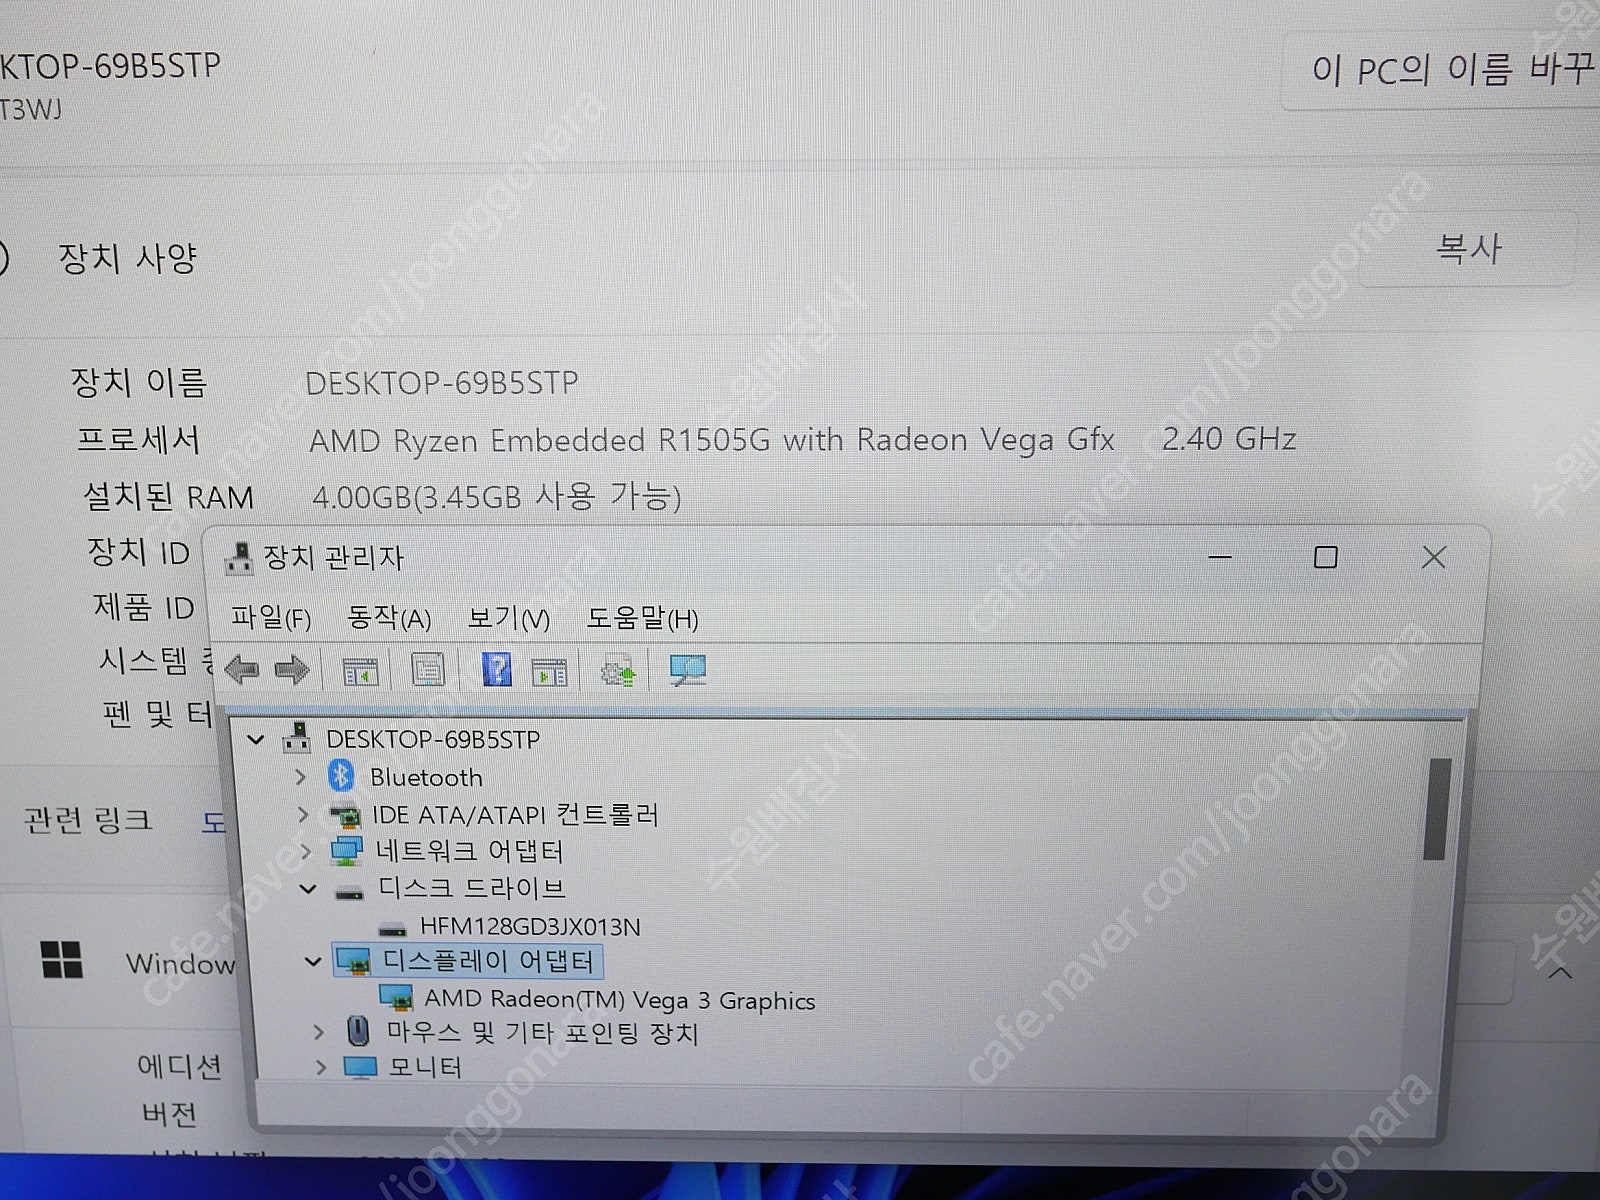 KTOP-69B5STP
T3WJ
이 PC의 이름 바꾸
장치 사양
복사
장치 이름 DESKTOP-69B5STP
프로세서 AMD Ryzen Embedded R1505G with Radeon Vega Gfx 2.40 GHz
설치된 RAM 4.00GB(3.45GB 사용 가능)
장치 ID
제품 ID
시스템
펜 및 터
관련 링크 도
Window
에디션
버전
장치 관리자
파일(F) 동작(A) 보기(V) 도움말(H)
DESKTOP-69B5STP
Bluetooth
IDE ATA/ATAPI 컨트롤러
네트워크 어댑터
디스크 드라이브
HFM128GD3JX013N
디스플레이 어댑터
AMD Radeon(TM) Vega 3 Graphics
마우스 및 기타 포인팅 장치
모니터
cafe.naver.com/joonggonara
수원배집사